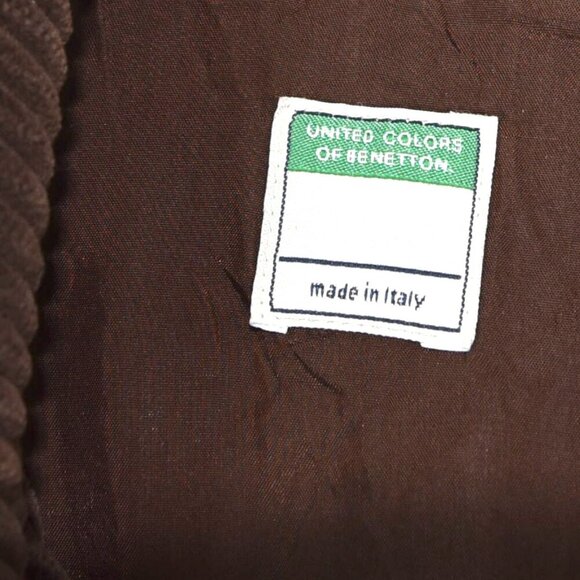 UNITED COLORS
OF BENETTON.
made in Italy